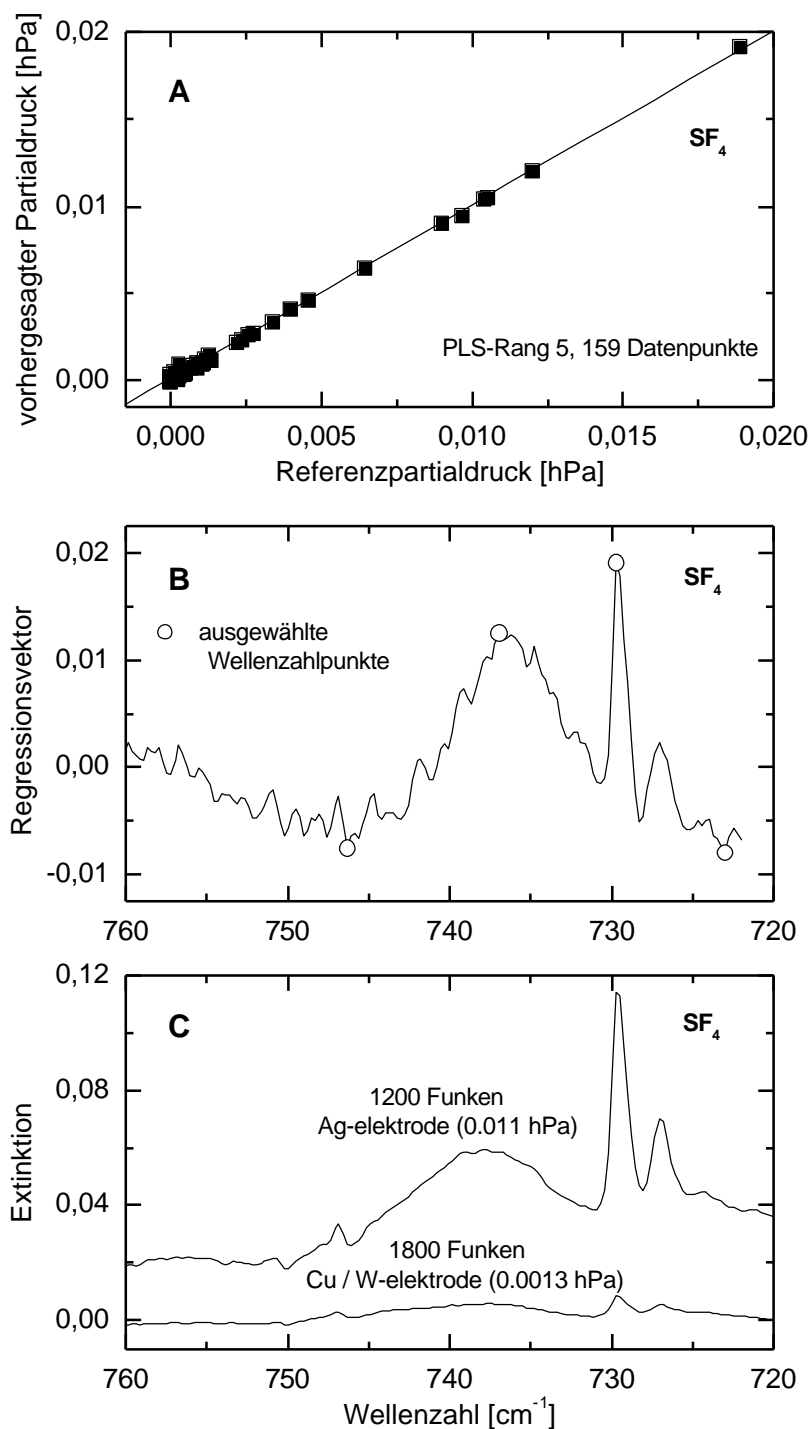 0,02
A
SF₄
0,01
PLS-Rang 5, 159 Datenpunkte
0,00
0,000 0,005 0,010 0,015 0,020
vorhergesagter Partialdruck [hPa]
Referenzpartialdruck [hPa]
0,02
B
SF₄
ausgewählte
Wellenzahlpunkte
0,01
0,00
-0,01
Regressionsvektor
760 750 740 730 720
0,12
C
SF₄
1200 Funken
Ag-elektrode (0.011 hPa)
0,08
0,04
1800 Funken
Cu / W-elektrode (0.0013 hPa)
0,00
Extinktion
760 750 740 730 720
Wellenzahl [cm⁻¹]